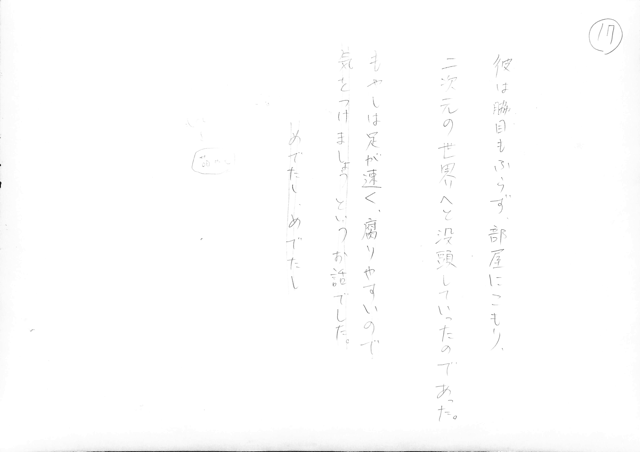 17
彼は脇目もふらず、部屋にこもり、
二次元の世界へと没頭していったのであった。
もやしは足が速く、腐りやすいので
気をつけましょうというお話でした。
めでたし、めでたし